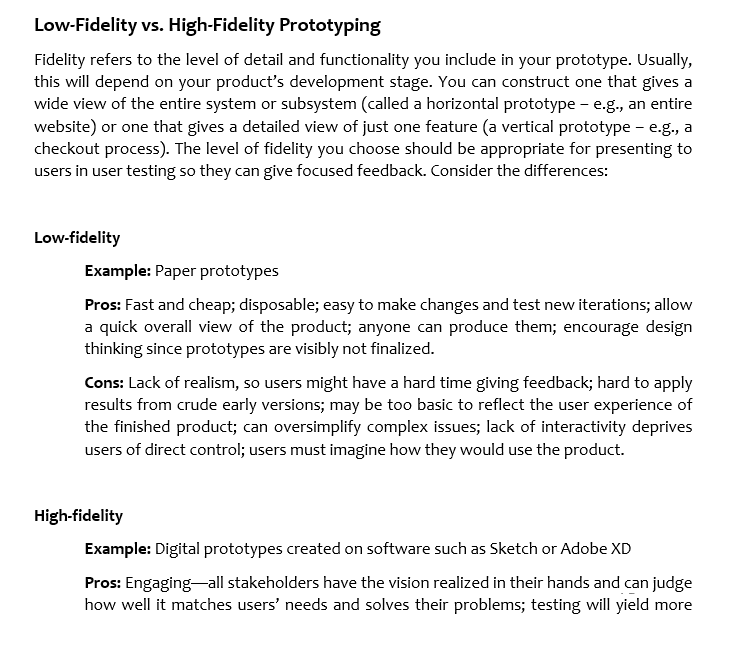 Low-Fidelity vs. High-Fidelity Prototyping
Fidelity refers to the level of detail and functionality you include in your prototype. Usually,
this will depend on your product’s development stage. You can construct one that gives a
wide view of the entire system or subsystem (called a horizontal prototype – e.g., an entire
website) or one that gives a detailed view of just one feature (a vertical prototype – e.g., a
checkout process). The level of fidelity you choose should be appropriate for presenting to
users in user testing so they can give focused feedback. Consider the differences:
Low-fidelity
Example: Paper prototypes
Pros: Fast and cheap; disposable; easy to make changes and test new iterations; allow
a quick overall view of the product; anyone can produce them; encourage design
thinking since prototypes are visibly not finalized.
Cons: Lack of realism, so users might have a hard time giving feedback; hard to apply
results from crude early versions; may be too basic to reflect the user experience of
the finished product; can oversimplify complex issues; lack of interactivity deprives
users of direct control; users must imagine how they would use the product.
High-fidelity
Example: Digital prototypes created on software such as Sketch or Adobe XD
Pros: Engaging—all stakeholders have the vision realized in their hands and can judge
how well it matches users’ needs and solves their problems; testing will yield more